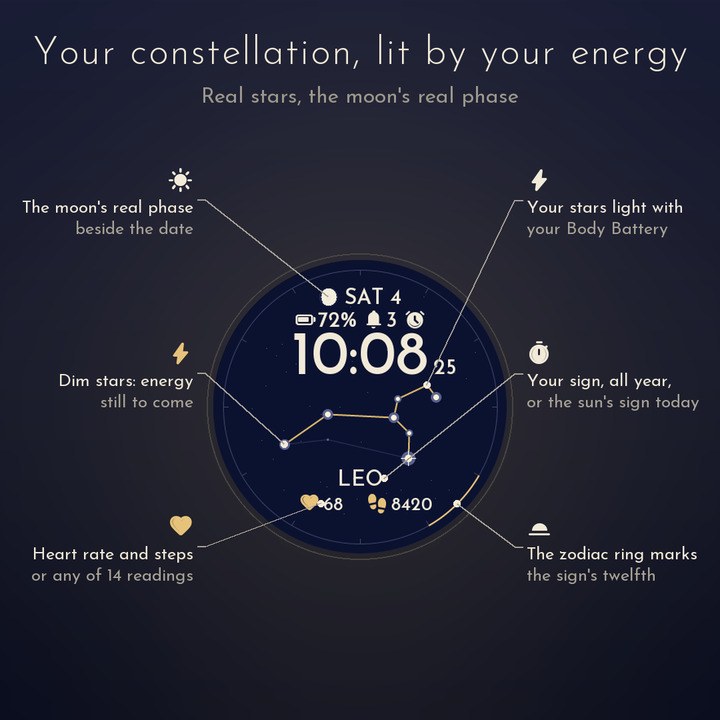 Your constellation, lit by your energy
Real stars, the moon's real phase
The moon's real phase
beside the date
Your stars light with
your Body Battery
SAT 4
72% 3
10:08 25
Dim stars: energy
still to come
Your sign, all year,
or the sun's sign today
LEO
68 8420
Heart rate and steps
or any of 14 readings
The zodiac ring marks
the sign's twelfth